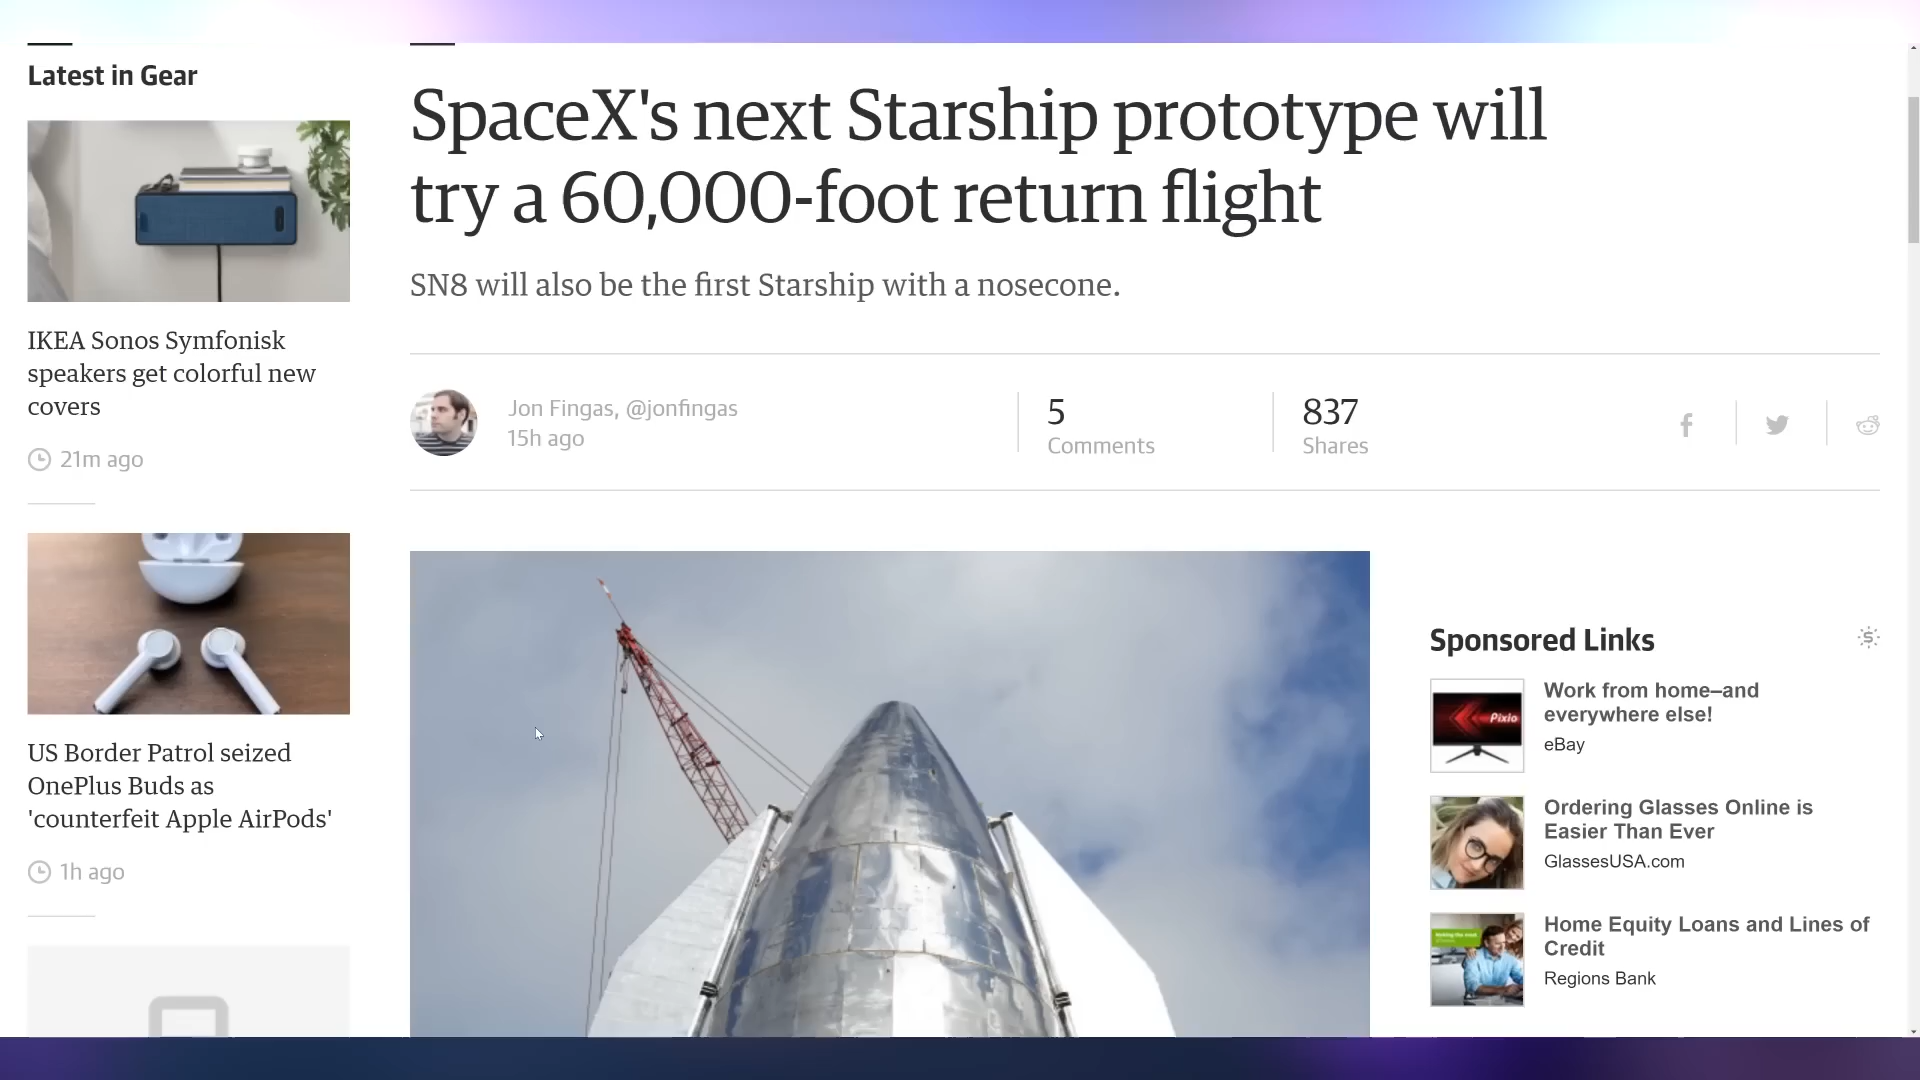 Latest in Gear
IKEA Sonos Symfonisk
speakers get colorful new
covers
21m ago
US Border Patrol seized
OnePlus Buds as
'counterfeit Apple AirPods'
1h ago
SpaceX's next Starship prototype will
try a 60,000-foot return flight
SN8 will also be the first Starship with a nosecone.
Jon Fingas, @jonfingas
15h ago
5
Comments
837
Shares
Sponsored Links
Pixio
Work from home–and
everywhere else!
eBay
Ordering Glasses Online is
Easier Than Ever
GlassesUSA.com
Home Equity Loans and Lines of
Credit
Regions Bank